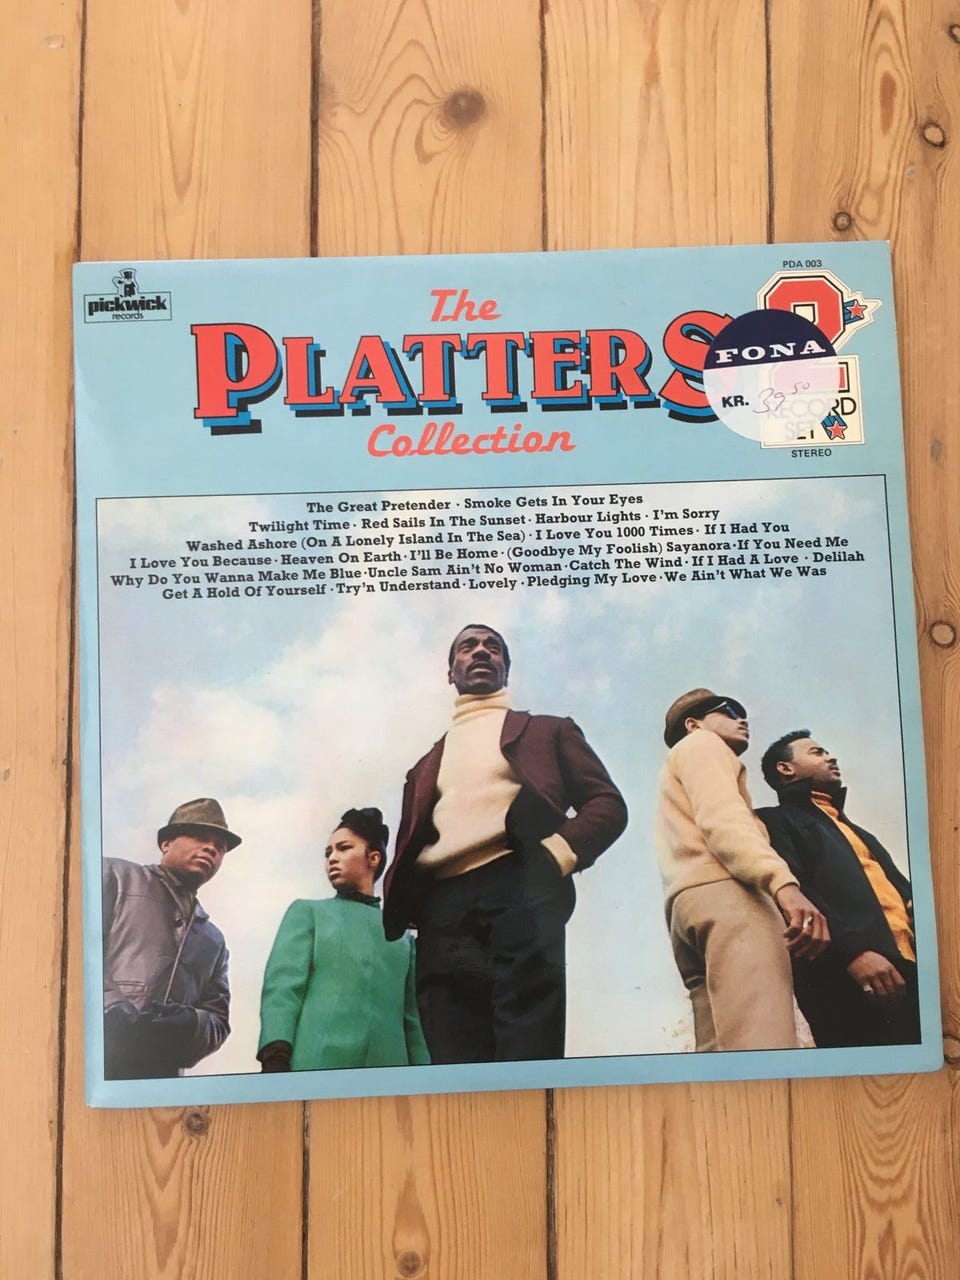 pickwick
records
PDA 003
The
PLATTERS
Collection
2
FONA
KR. 39 50
RECORD
SET
STEREO
The Great Pretender · Smoke Gets In Your Eyes
Twilight Time · Red Sails In The Sunset · Harbour Lights · I'm Sorry
Washed Ashore (On A Lonely Island In The Sea) · I Love You 1000 Times · If I Had You
I Love You Because · Heaven On Earth · I'll Be Home · (Goodbye My Foolish) Sayanora · If You Need Me
Why Do You Wanna Make Me Blue · Uncle Sam Ain't No Woman · Catch The Wind · If I Had A Love · Delilah
Get A Hold Of Yourself · Try'n Understand · Lovely · Pledging My Love · We Ain't What We Was